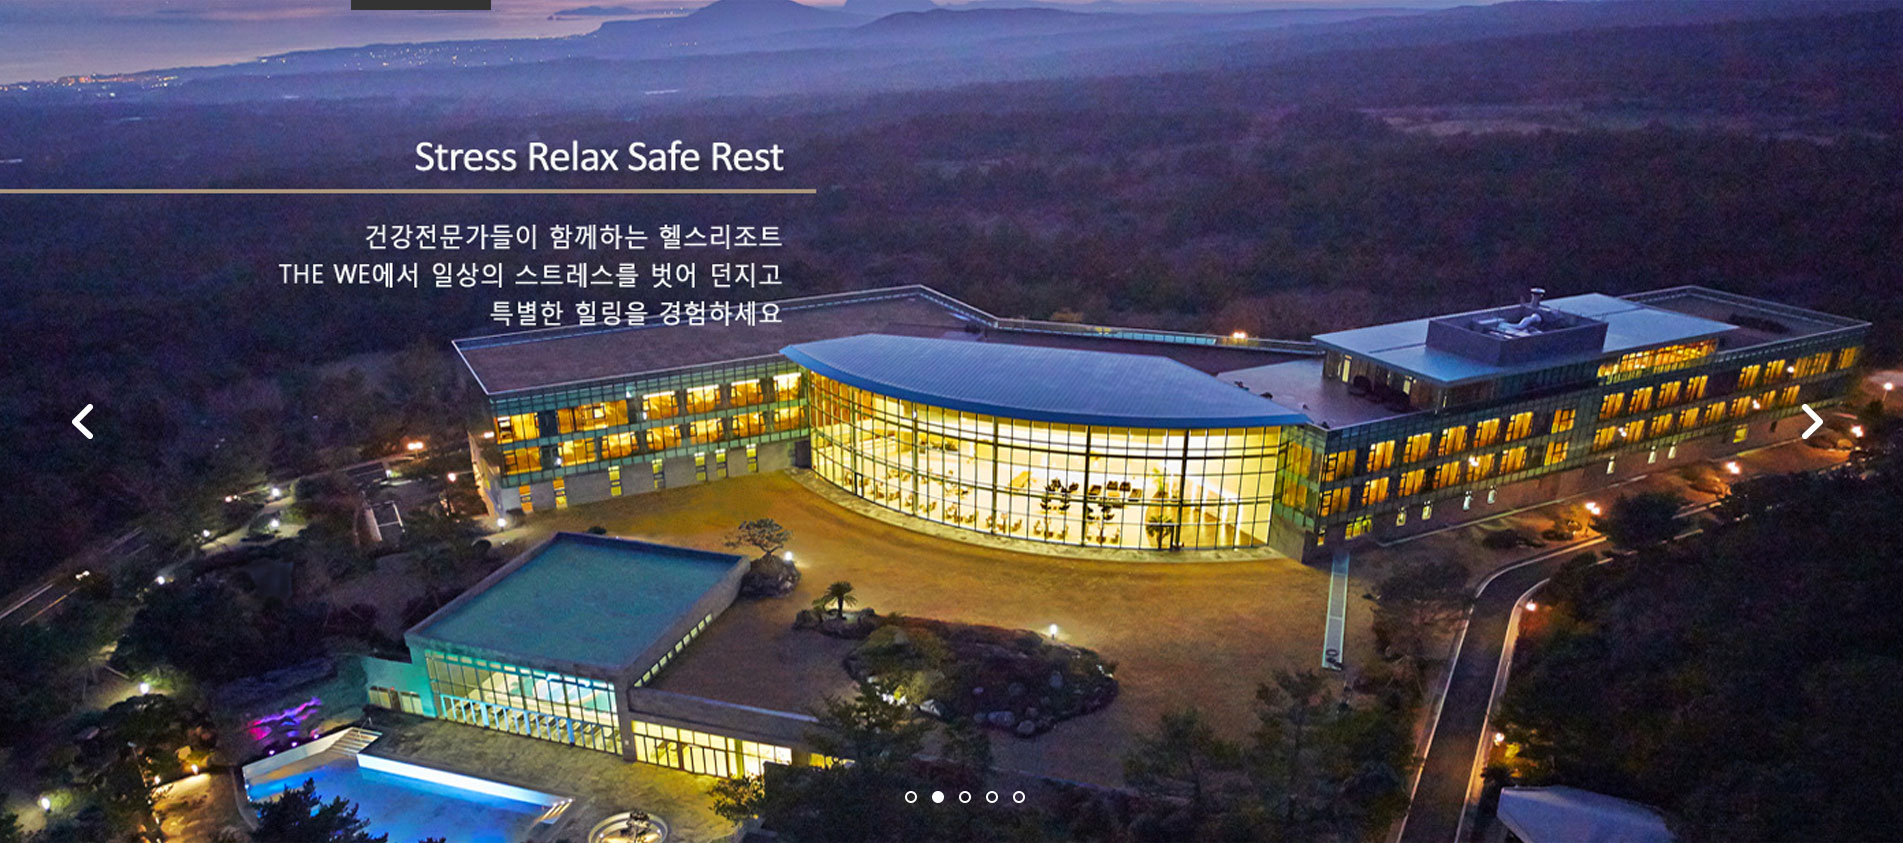 Stress Relax Safe Rest
건강전문가들이 함께하는 헬스리조트
THE WE에서 일상의 스트레스를 벗어 던지고
특별한 힐링을 경험하세요